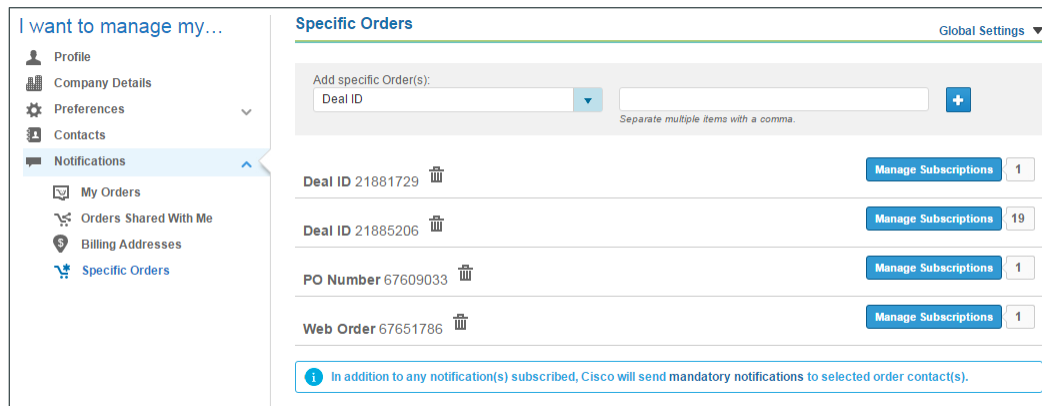 I want to manage my...
Profile
Company Details
Preferences
Contacts
Notifications
My Orders
Orders Shared With Me
Billing Addresses
Specific Orders
Specific Orders
Global Settings
Add specific Order(s):
Deal ID
Separate multiple items with a comma.
Deal ID 21881729
Manage Subscriptions 1
Deal ID 21885206
Manage Subscriptions 19
PO Number 67609033
Manage Subscriptions 1
Web Order 67651786
Manage Subscriptions 1
In addition to any notification(s) subscribed, Cisco will send mandatory notifications to selected order contact(s).